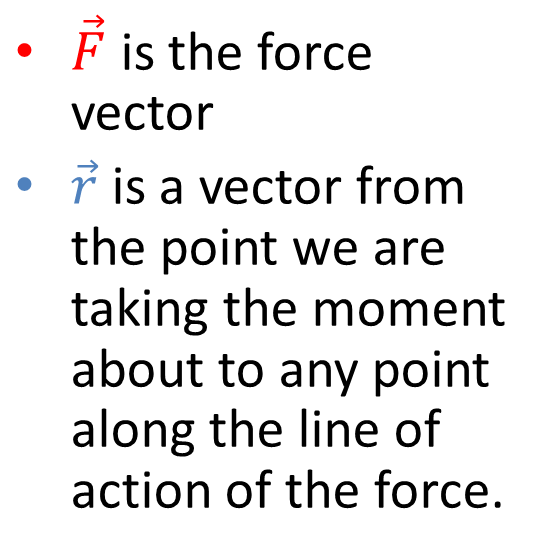 • F⃗ is the force
vector
• r⃗ is a vector from
the point we are
taking the moment
about to any point
along the line of
action of the force.